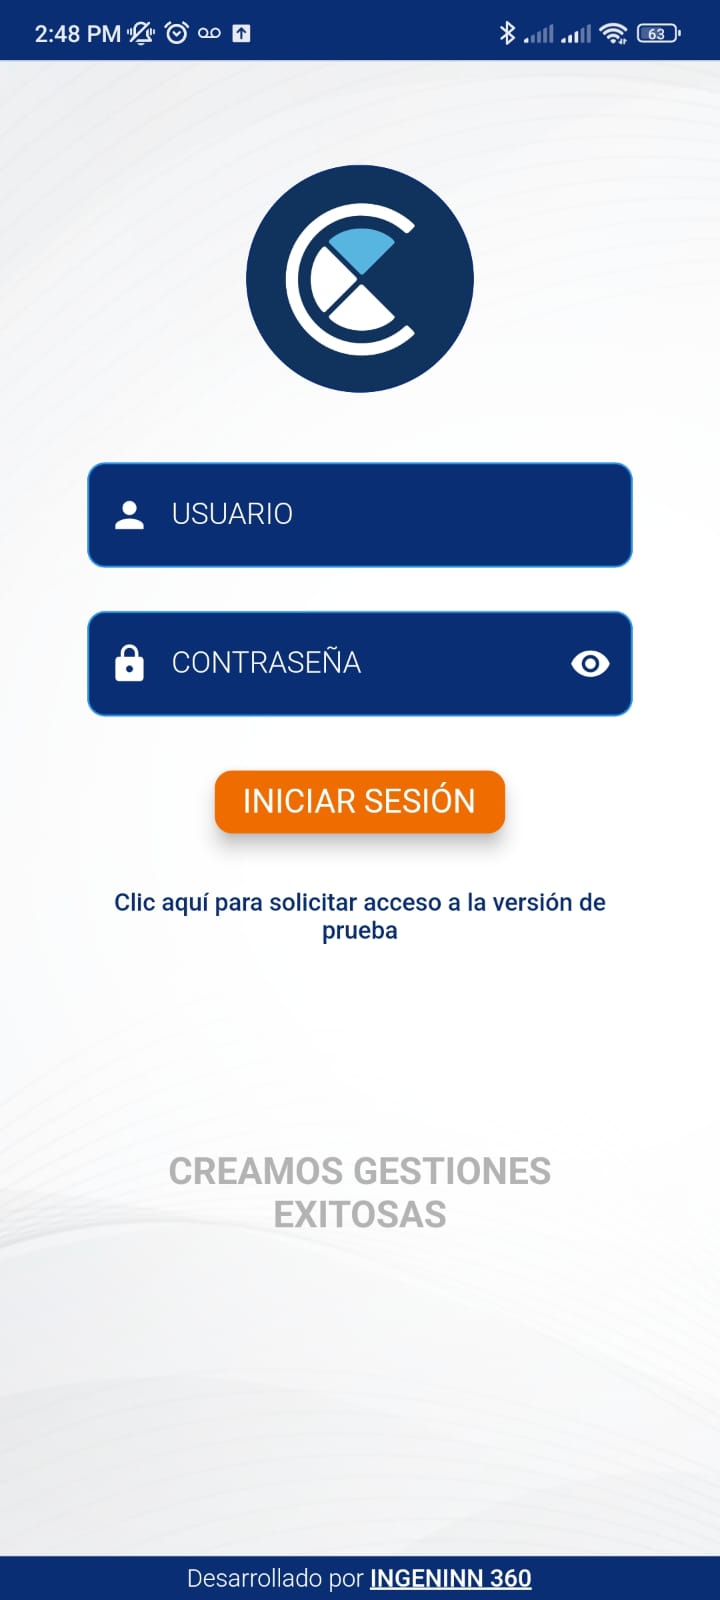 2:48 PM
63
USUARIO
CONTRASEÑA
INICIAR SESIÓN
Clic aquí para solicitar acceso a la versión de
prueba
CREAMOS GESTIONES
EXITOSAS
Desarrollado por INGENINN 360